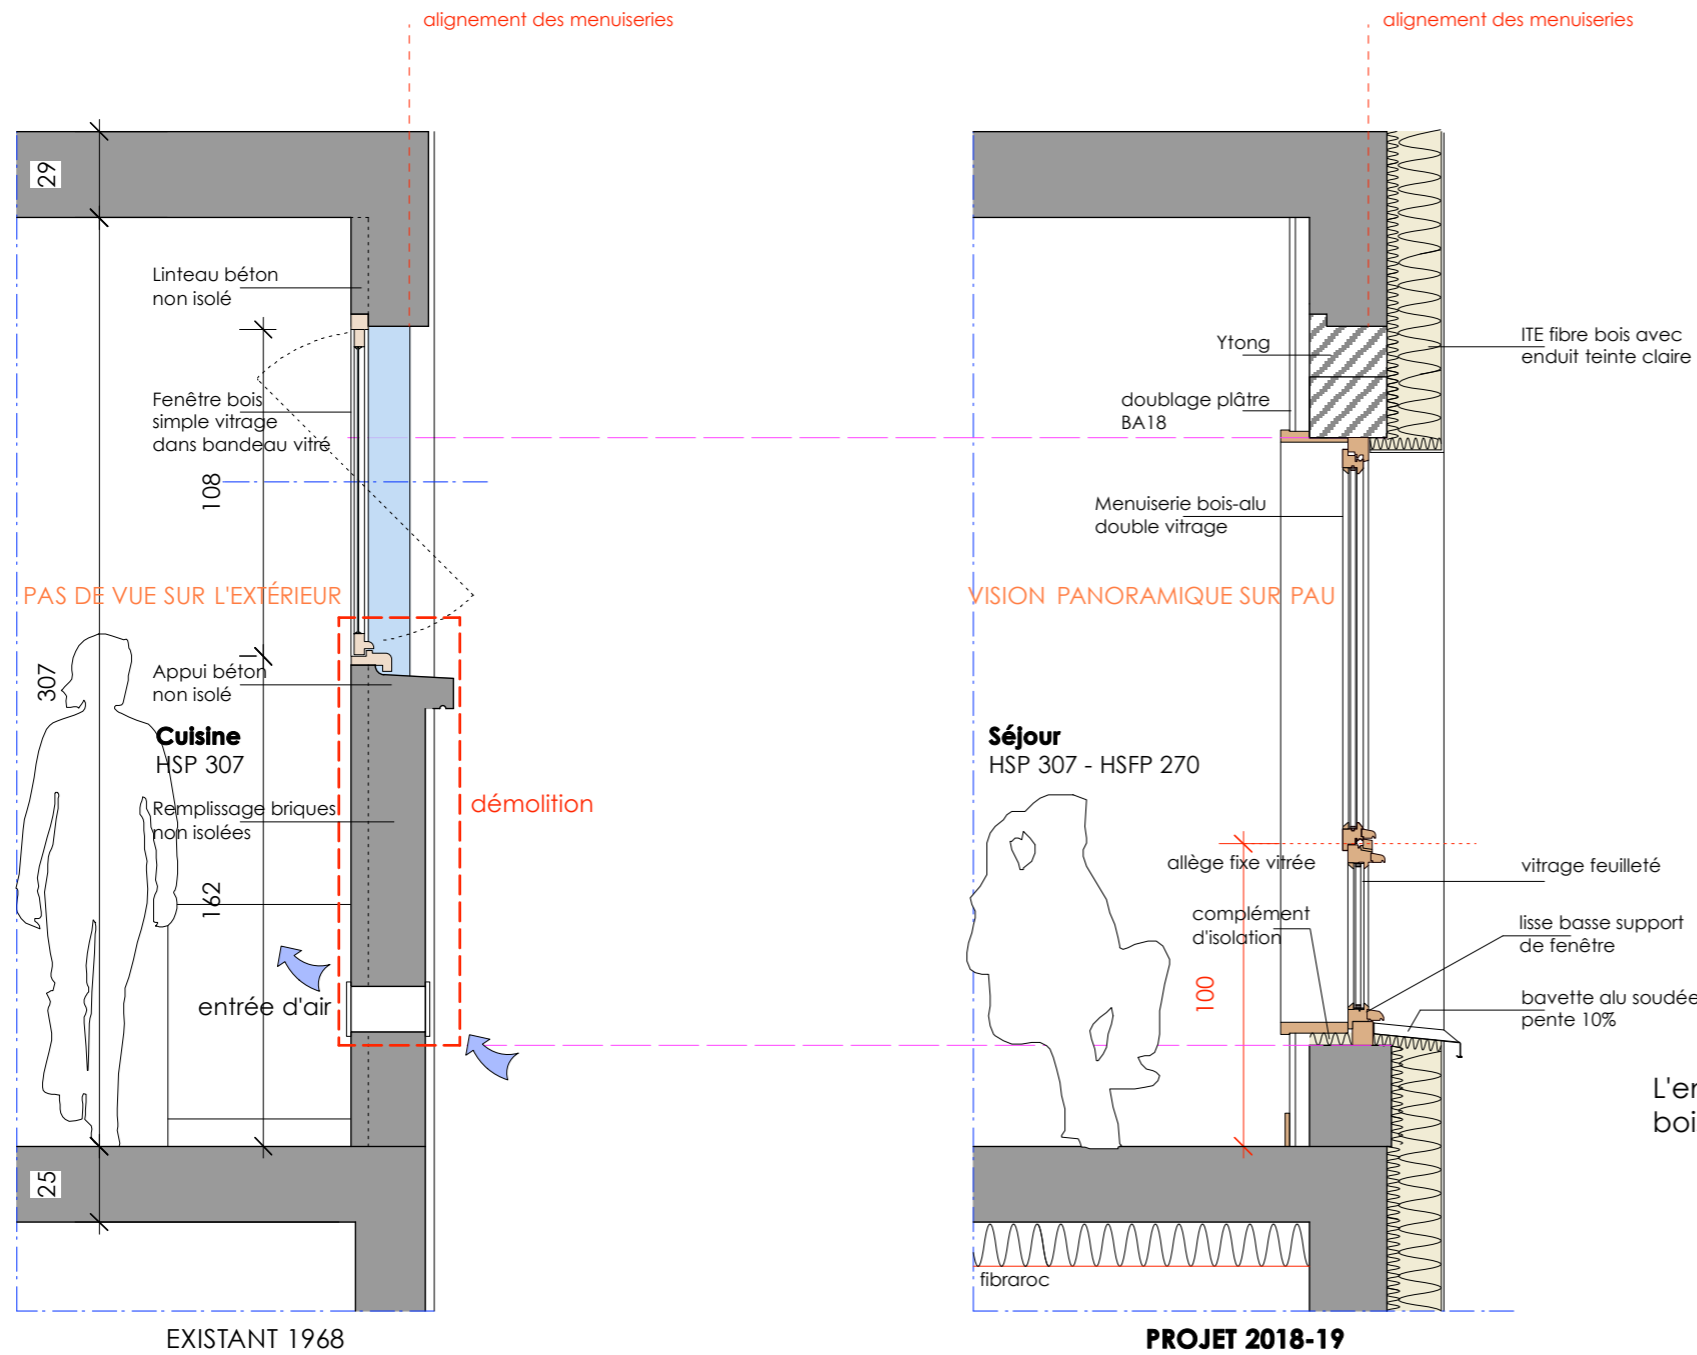 alignement des menuiseries
29
Linteau béton
non isolé
Fenêtre bois
simple vitrage
dans bandeau vitré
108
PAS DE VUE SUR L'EXTÉRIEUR
307
Appui béton
non isolé
Cuisine
HSP 307
Remplissage briques
non isolées
démolition
162
entrée d'air
25
EXISTANT 1968
alignement des menuiseries
Ytong
ITE fibre bois avec
enduit teinte claire
doublage plâtre
BA18
Menuiserie bois-alu
double vitrage
VISION PANORAMIQUE SUR PAU
Séjour
HSP 307 - HSFP 270
allège fixe vitrée
vitrage feuilleté
complément
d'isolation
lisse basse support
de fenêtre
100
bavette alu soudée
pente 10%
L'en
boi
fibraroc
PROJET 2018-19